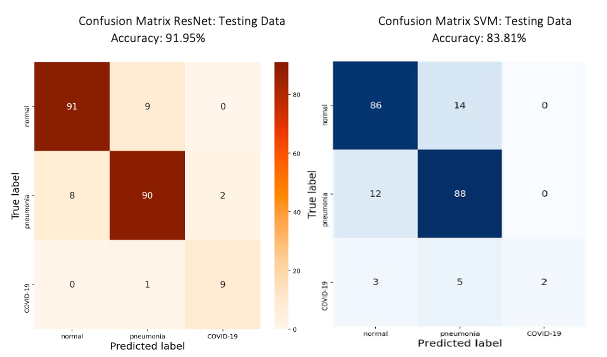 Confusion Matrix ResNet: Testing Data
Accuracy: 91.95%
True label
normal
91
9
0
pneumonia
8
90
2
COVID-19
0
1
9
normal
pneumonia
COVID-19
Predicted label
80
60
40
20
0
Confusion Matrix SVM: Testing Data
Accuracy: 83.81%
True label
normal
86
14
0
pneumonia
12
88
0
COVID-19
3
5
2
normal
pneumonia
COVID-19
Predicted label